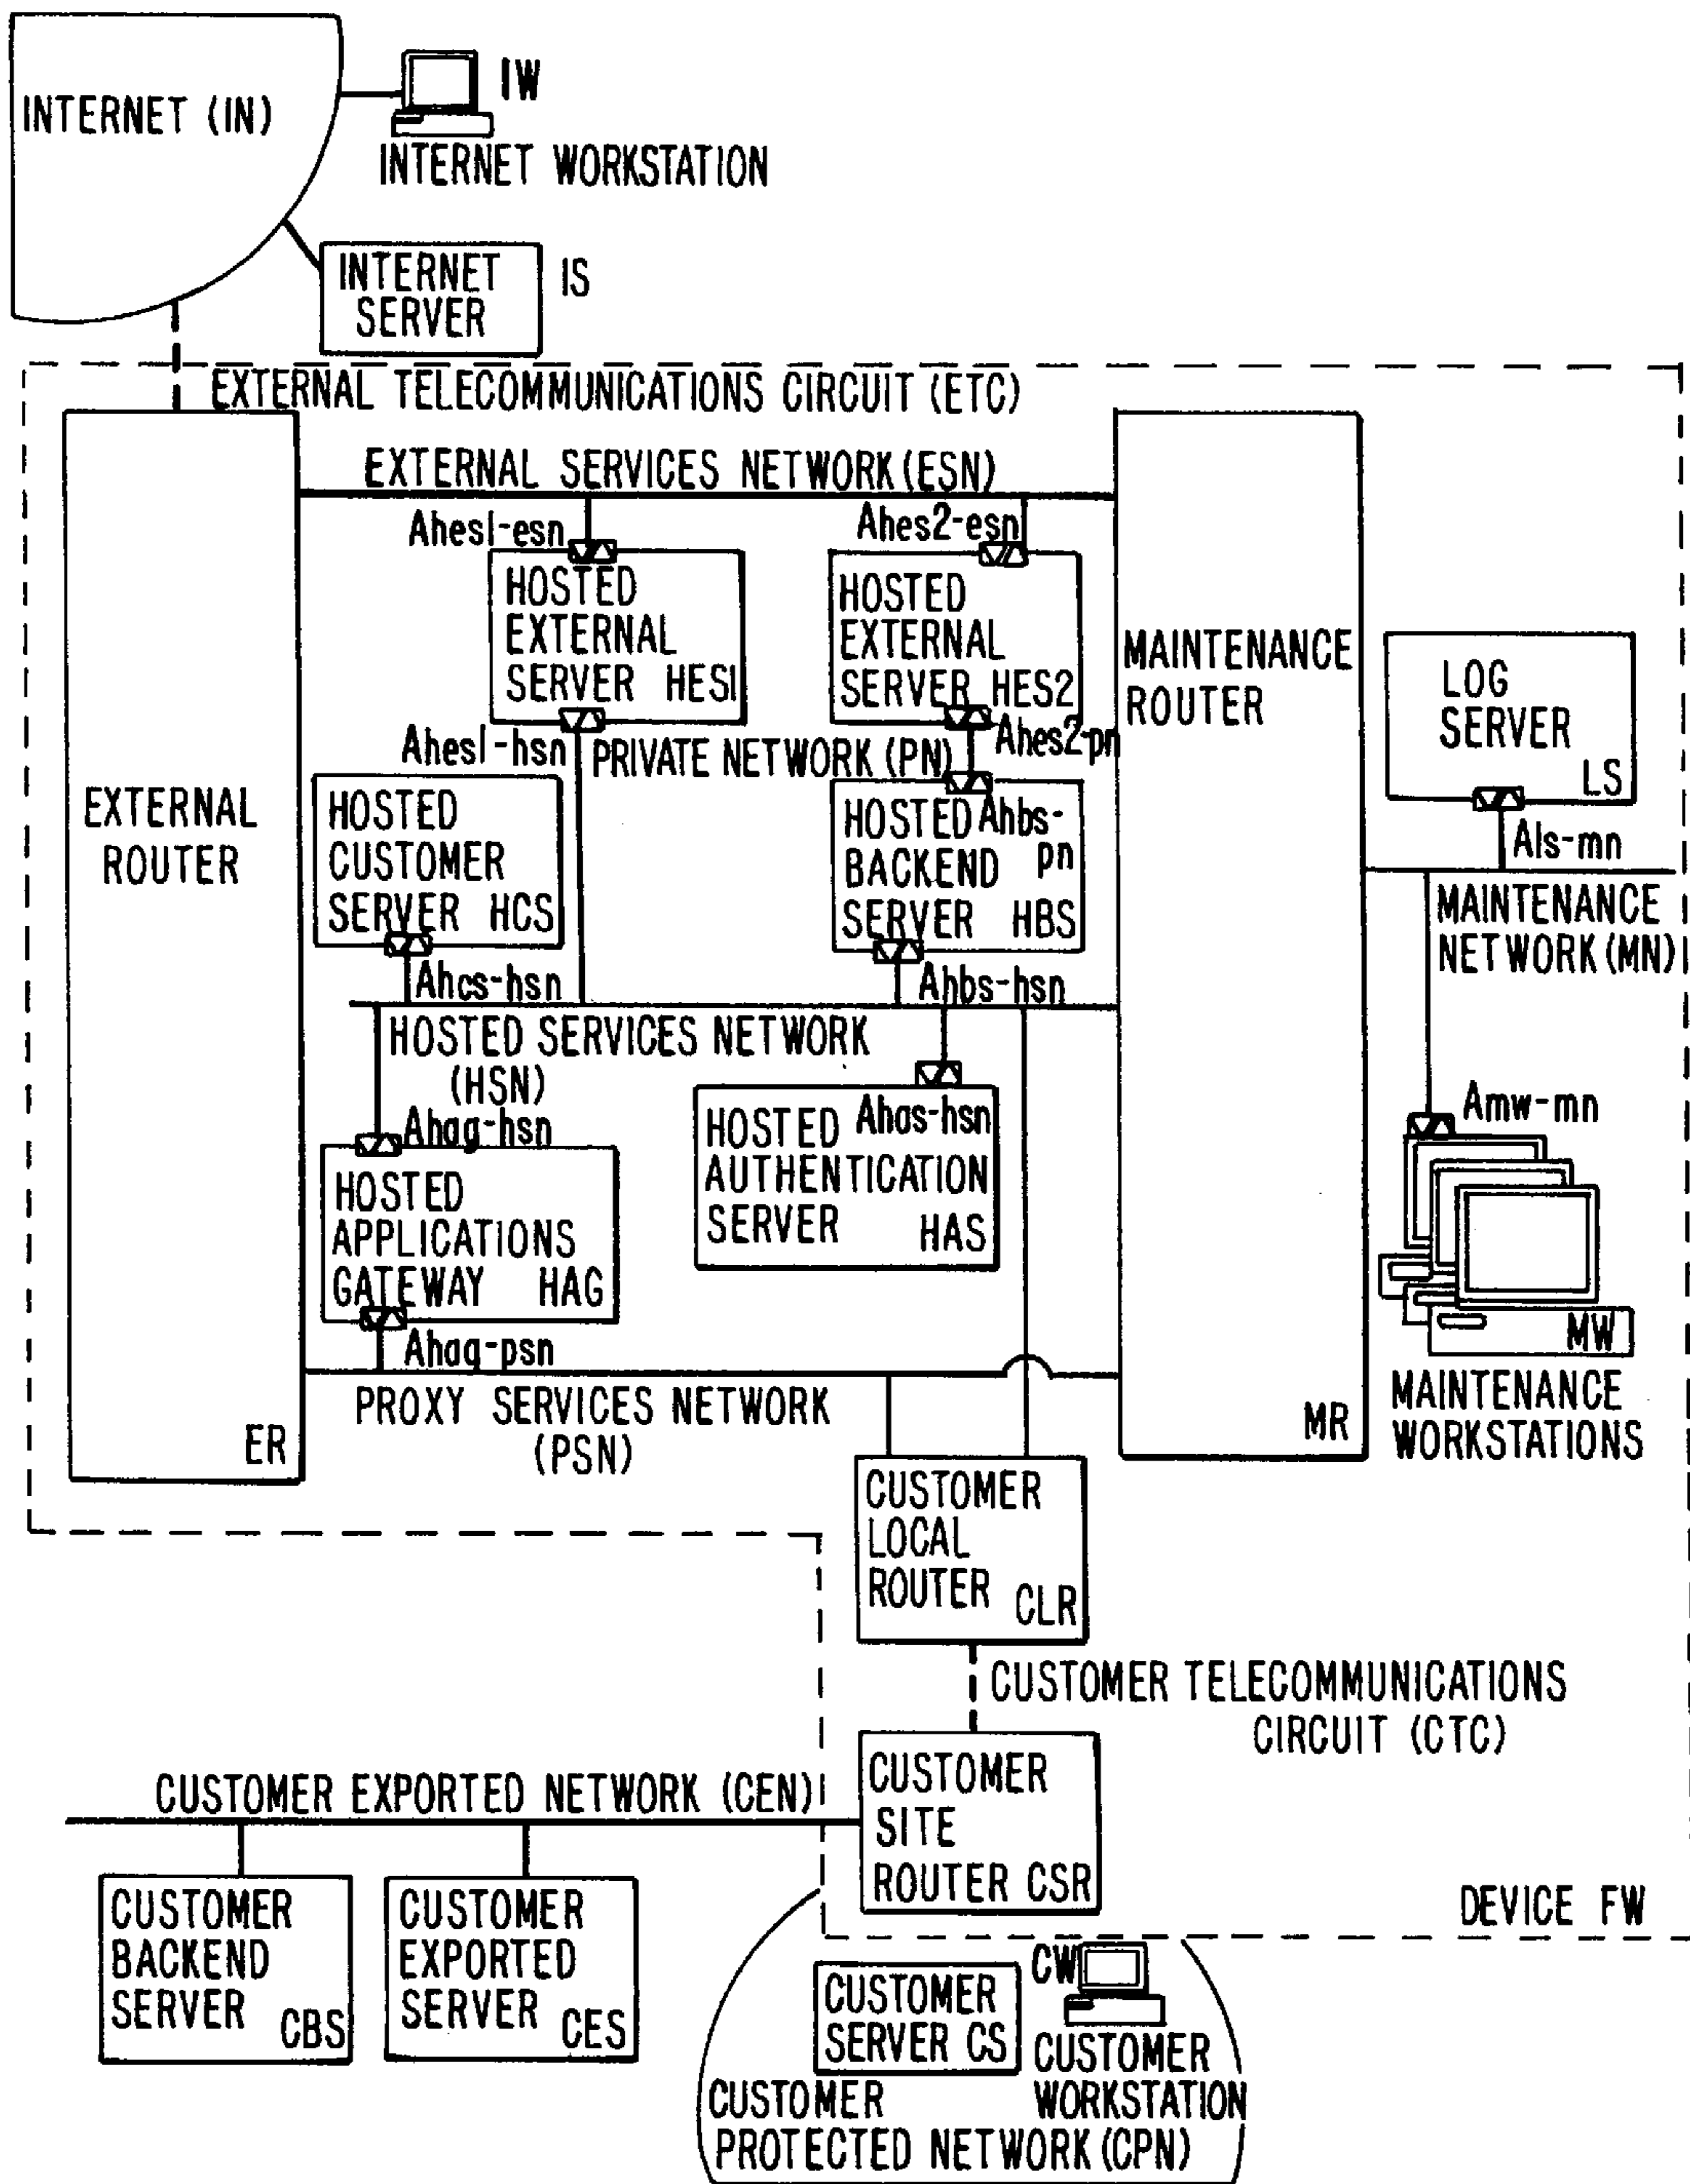 INTERNET (IN)
IW
INTERNET WORKSTATION
INTERNET
SERVER
IS
EXTERNAL TELECOMMUNICATIONS CIRCUIT (ETC)
EXTERNAL SERVICES NETWORK (ESN)
Ahes1-esn
Ahes2-esn
HOSTED
EXTERNAL
SERVER HES1
HOSTED
EXTERNAL
SERVER HES2
MAINTENANCE
ROUTER
LOG
SERVER
LS
Ahes1-hsn
PRIVATE NETWORK (PN)
Ahes2-pn
EXTERNAL
ROUTER
HOSTED
CUSTOMER
SERVER HCS
HOSTED
BACKEND
SERVER HBS
Ahbs-
pn
Als-mn
MAINTENANCE
NETWORK (MN)
Ahcs-hsn
Ahbs-hsn
HOSTED SERVICES NETWORK
(HSN)
Ahag-hsn
HOSTED
AUTHENTICATION
SERVER HAS
Ahas-hsn
Amw-mn
HOSTED
APPLICATIONS
GATEWAY HAG
MW
MAINTENANCE
WORKSTATIONS
Ahag-psn
PROXY SERVICES NETWORK
(PSN)
ER
MR
CUSTOMER
LOCAL
ROUTER CLR
CUSTOMER TELECOMMUNICATIONS
CIRCUIT (CTC)
CUSTOMER EXPORTED NETWORK (CEN)
CUSTOMER
SITE
ROUTER CSR
CUSTOMER
BACKEND
SERVER CBS
CUSTOMER
EXPORTED
SERVER CES
DEVICE FW
CW
CUSTOMER
SERVER CS
CUSTOMER
WORKSTATION
CUSTOMER
PROTECTED NETWORK (CPN)